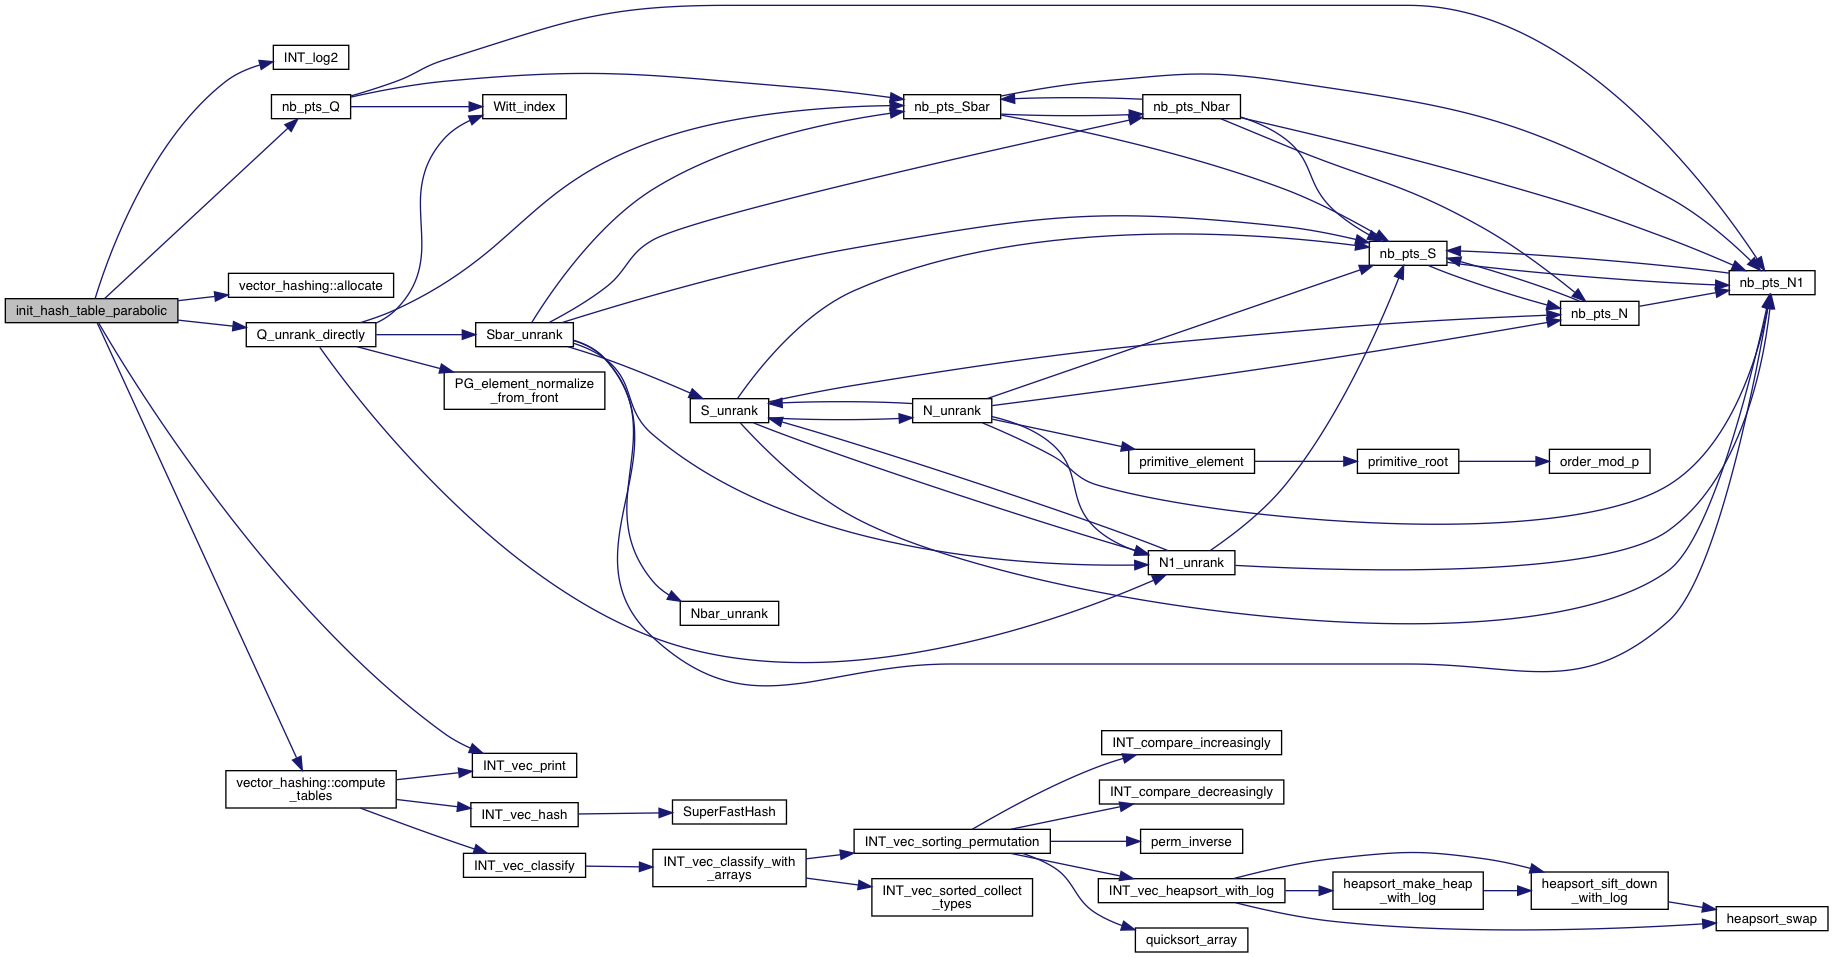 INT_log2
nb_pts_Q
Witt_index
nb_pts_Sbar
nb_pts_Nbar
nb_pts_S
nb_pts_N1
vector_hashing::allocate
init_hash_table_parabolic
nb_pts_N
Q_unrank_directly
Sbar_unrank
PG_element_normalize
_from_front
S_unrank
N_unrank
primitive_element
primitive_root
order_mod_p
N1_unrank
Nbar_unrank
INT_vec_print
INT_compare_increasingly
vector_hashing::compute
_tables
INT_compare_decreasingly
INT_vec_hash
SuperFastHash
INT_vec_sorting_permutation
perm_inverse
INT_vec_classify
INT_vec_classify_with
_arrays
INT_vec_sorted_collect
_types
INT_vec_heapsort_with_log
heapsort_make_heap
_with_log
heapsort_sift_down
_with_log
heapsort_swap
quicksort_array